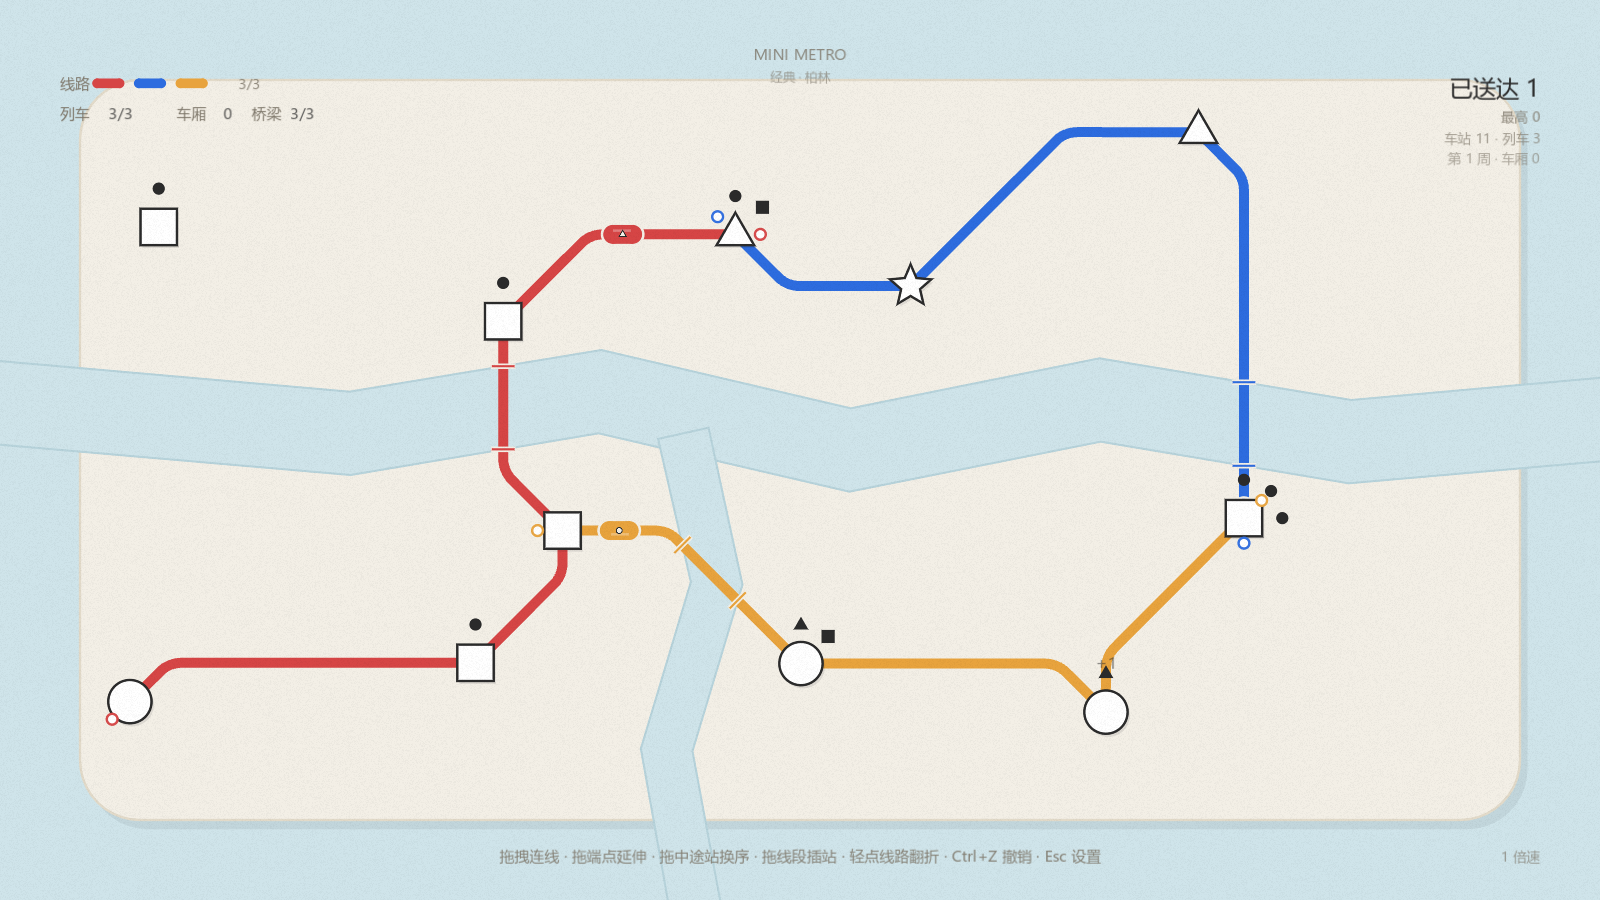 MINI METRO
经典 · 柏林
线路 3/3
列车 3/3 车厢 0 桥梁 3/3
已送达 1
最高 0
车站 11 · 列车 3
第 1 周 · 车厢 0
+1
拖拽连线 · 拖端点延伸 · 拖中途站换序 · 拖线段插站 · 轻点线路翻折 · Ctrl+Z 撤销 · Esc 设置
1 倍速